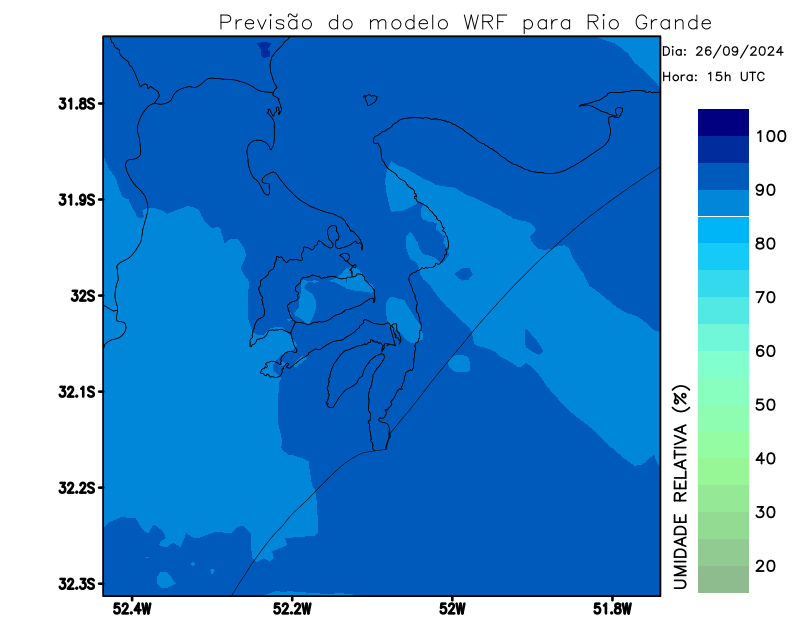 Previsão do modelo WRF para Rio Grande
Dia: 26/09/2024
Hora: 15h UTC
31.8S
31.9S
32S
32.1S
32.2S
32.3S
52.4W
52.2W
52W
51.8W
100
90
80
70
60
50
40
30
20
UMIDADE RELATIVA (%)